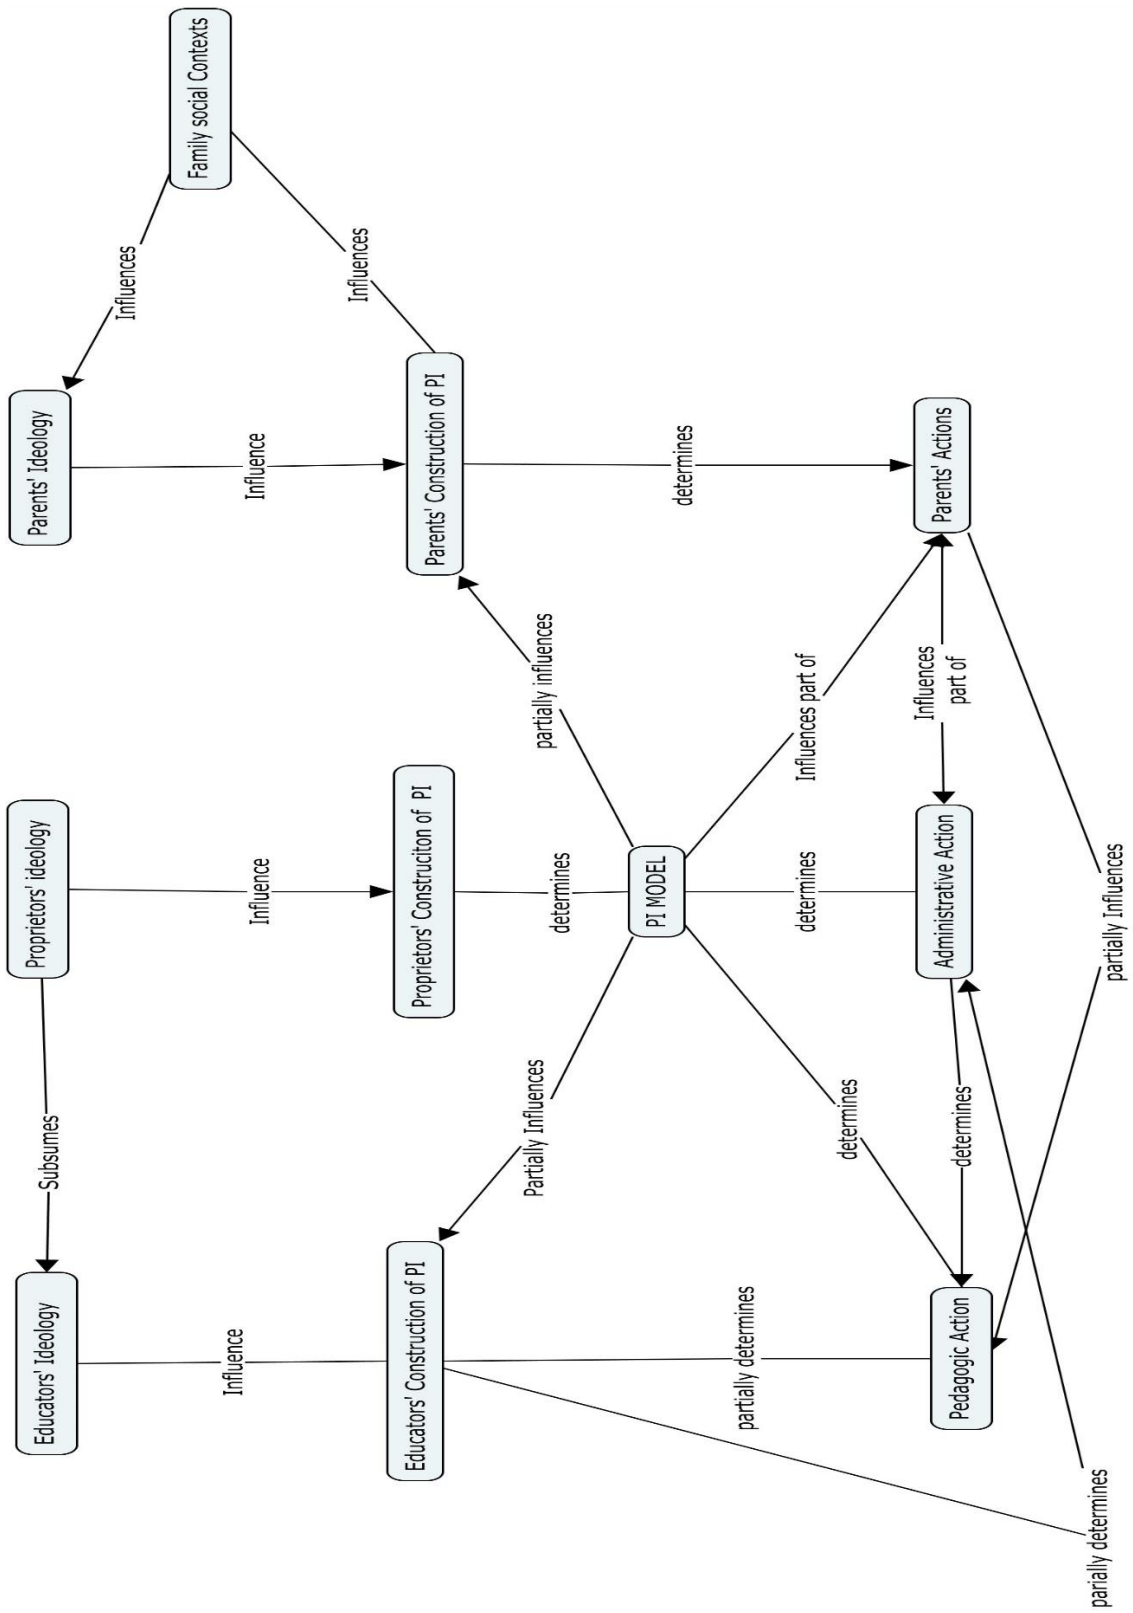 Educators' Ideology
Subsumes
Proprietors' ideology
Parents' Ideology
Influences
Family social Contexts
Influence
Influence
Influence
Influences
Educators' Construction of PI
Proprietors' Construciton of PI
Parents' Construction of PI
Partially Influences
determines
partially influences
PI MODEL
determines
partially determines
determines
determines
Influences part of
Pedagogic Action
determines
Administrative Action
Influences
part of
Parents' Actions
parially determines
partially Influences